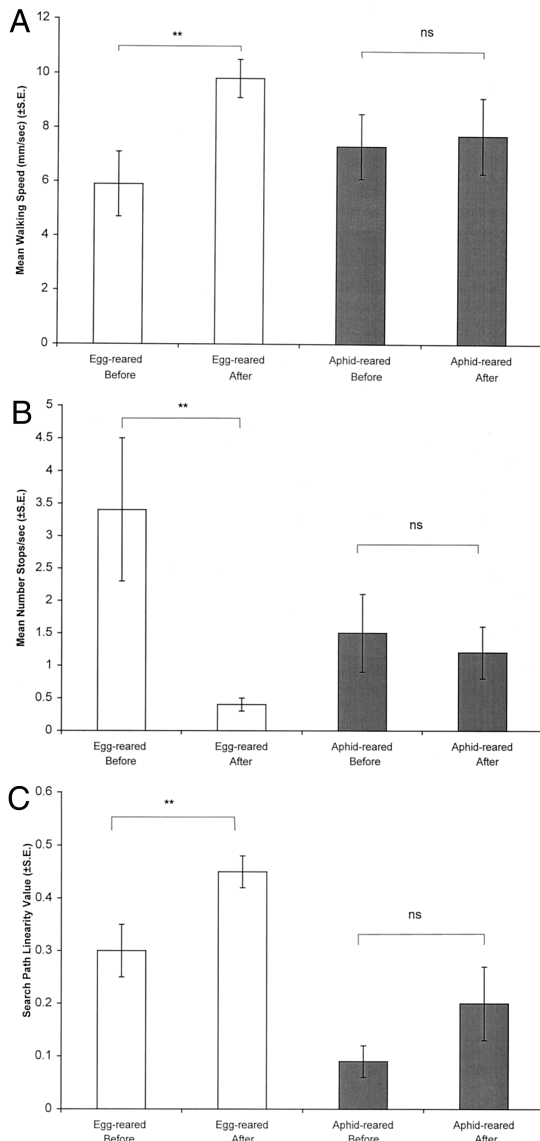 A
**
ns
12
10
8
6
4
2
0
Mean Walking Speed (mm/sec) (±S.E.)
Egg-reared Before
Egg-reared After
Aphid-reared Before
Aphid-reared After
B
**
ns
5
4.5
4
3.5
3
2.5
2
1.5
1
0.5
0
Mean Number Stops/sec (±S.E.)
Egg-reared Before
Egg-reared After
Aphid-reared Before
Aphid-reared After
C
**
ns
0.6
0.5
0.4
0.3
0.2
0.1
0
Search Path Linearity Value (±S.E.)
Egg-reared Before
Egg-reared After
Aphid-reared Before
Aphid-reared After